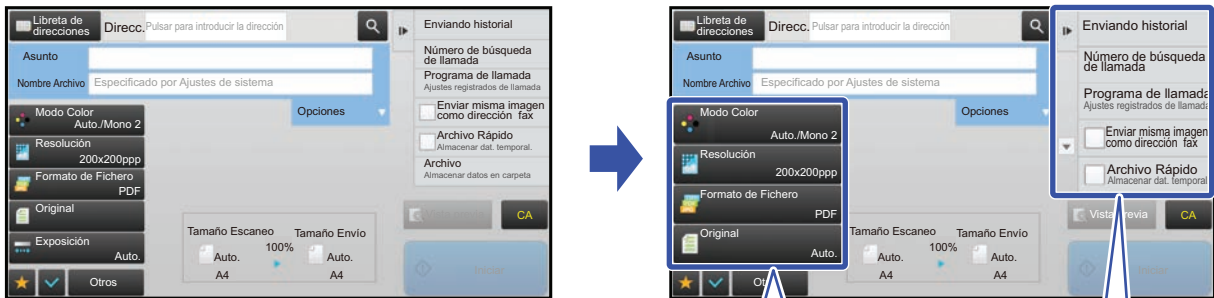 Libreta de
direcciones
Direcc. Pulsar para introducir la dirección
Asunto
Nombre Archivo Especificado por Ajustes de sistema
Opciones
Modo Color
Auto./Mono 2
Resolución
200x200ppp
Formato de Fichero
PDF
Original
Exposición
Auto.
Otros
Tamaño Escaneo
Auto.
A4
100%
Tamaño Envío
Auto.
A4
Enviando historial
Número de búsqueda
de llamada
Programa de llamada
Ajustes registrados de llamada
Enviar misma imagen
como dirección fax
Archivo Rápido
Almacenar dat. temporal.
Archivo
Almacenar datos en carpeta
CA
Libreta de
direcciones
Direcc. Pulsar para introducir la dirección
Asunto
Nombre Archivo Especificado por Ajustes de sistema
Opciones
Modo Color
Auto./Mono 2
Resolución
200x200ppp
Formato de Fichero
PDF
Original
Auto.
Tamaño Escaneo
Auto.
A4
100%
Tamaño Envío
Auto.
A4
Enviando historial
Número de búsqueda
de llamada
Programa de llamada
Ajustes registrados de llamada
Enviar misma imagen
como dirección fax
Archivo Rápido
Almacenar dat. temporal
CA